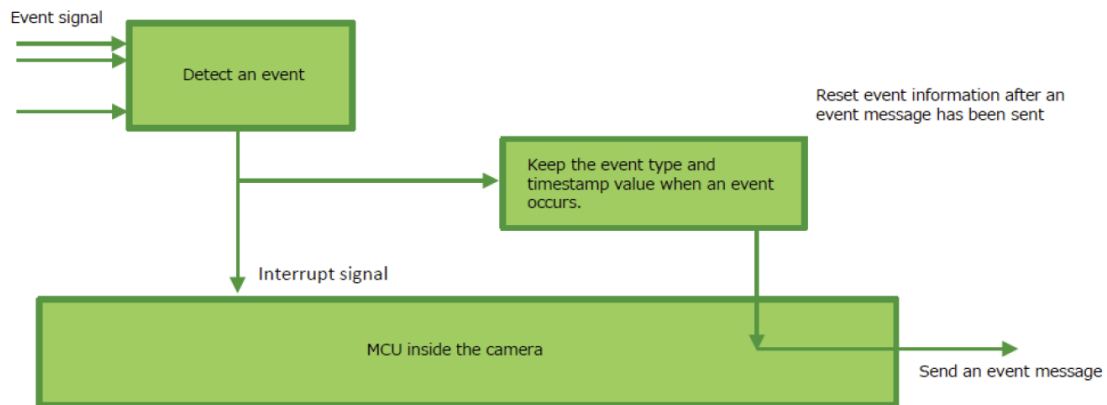 Event signal
Detect an event
Reset event information after an
event message has been sent
Keep the event type and
timestamp value when an event
occurs.
Interrupt signal
MCU inside the camera
Send an event message